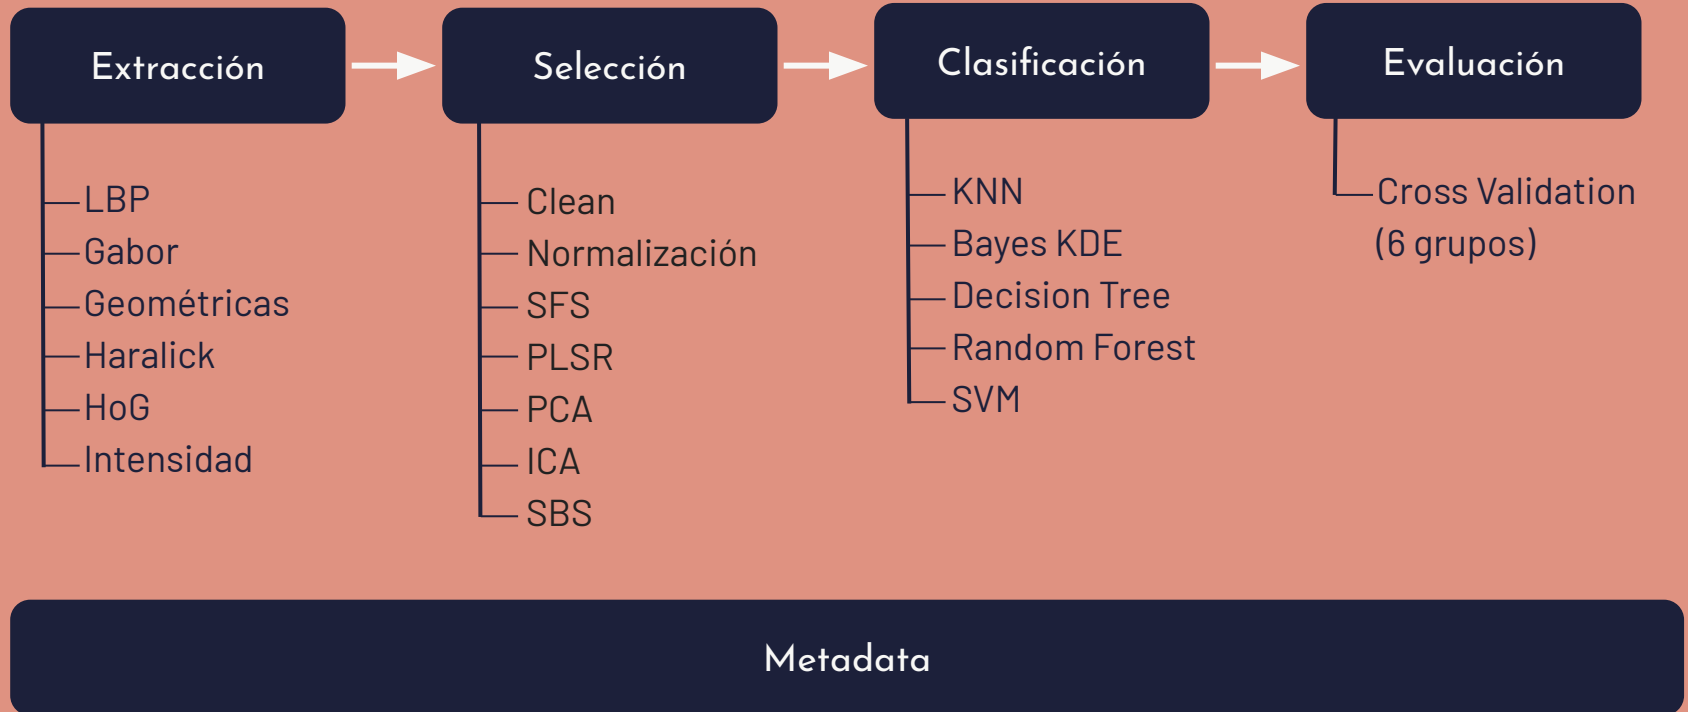 Extracción
LBP
Gabor
Geométricas
Haralick
HoG
Intensidad
Selección
Clean
Normalización
SFS
PLSR
PCA
ICA
SBS
Clasificación
KNN
Bayes KDE
Decision Tree
Random Forest
SVM
Evaluación
Cross Validation
(6 grupos)
Metadata